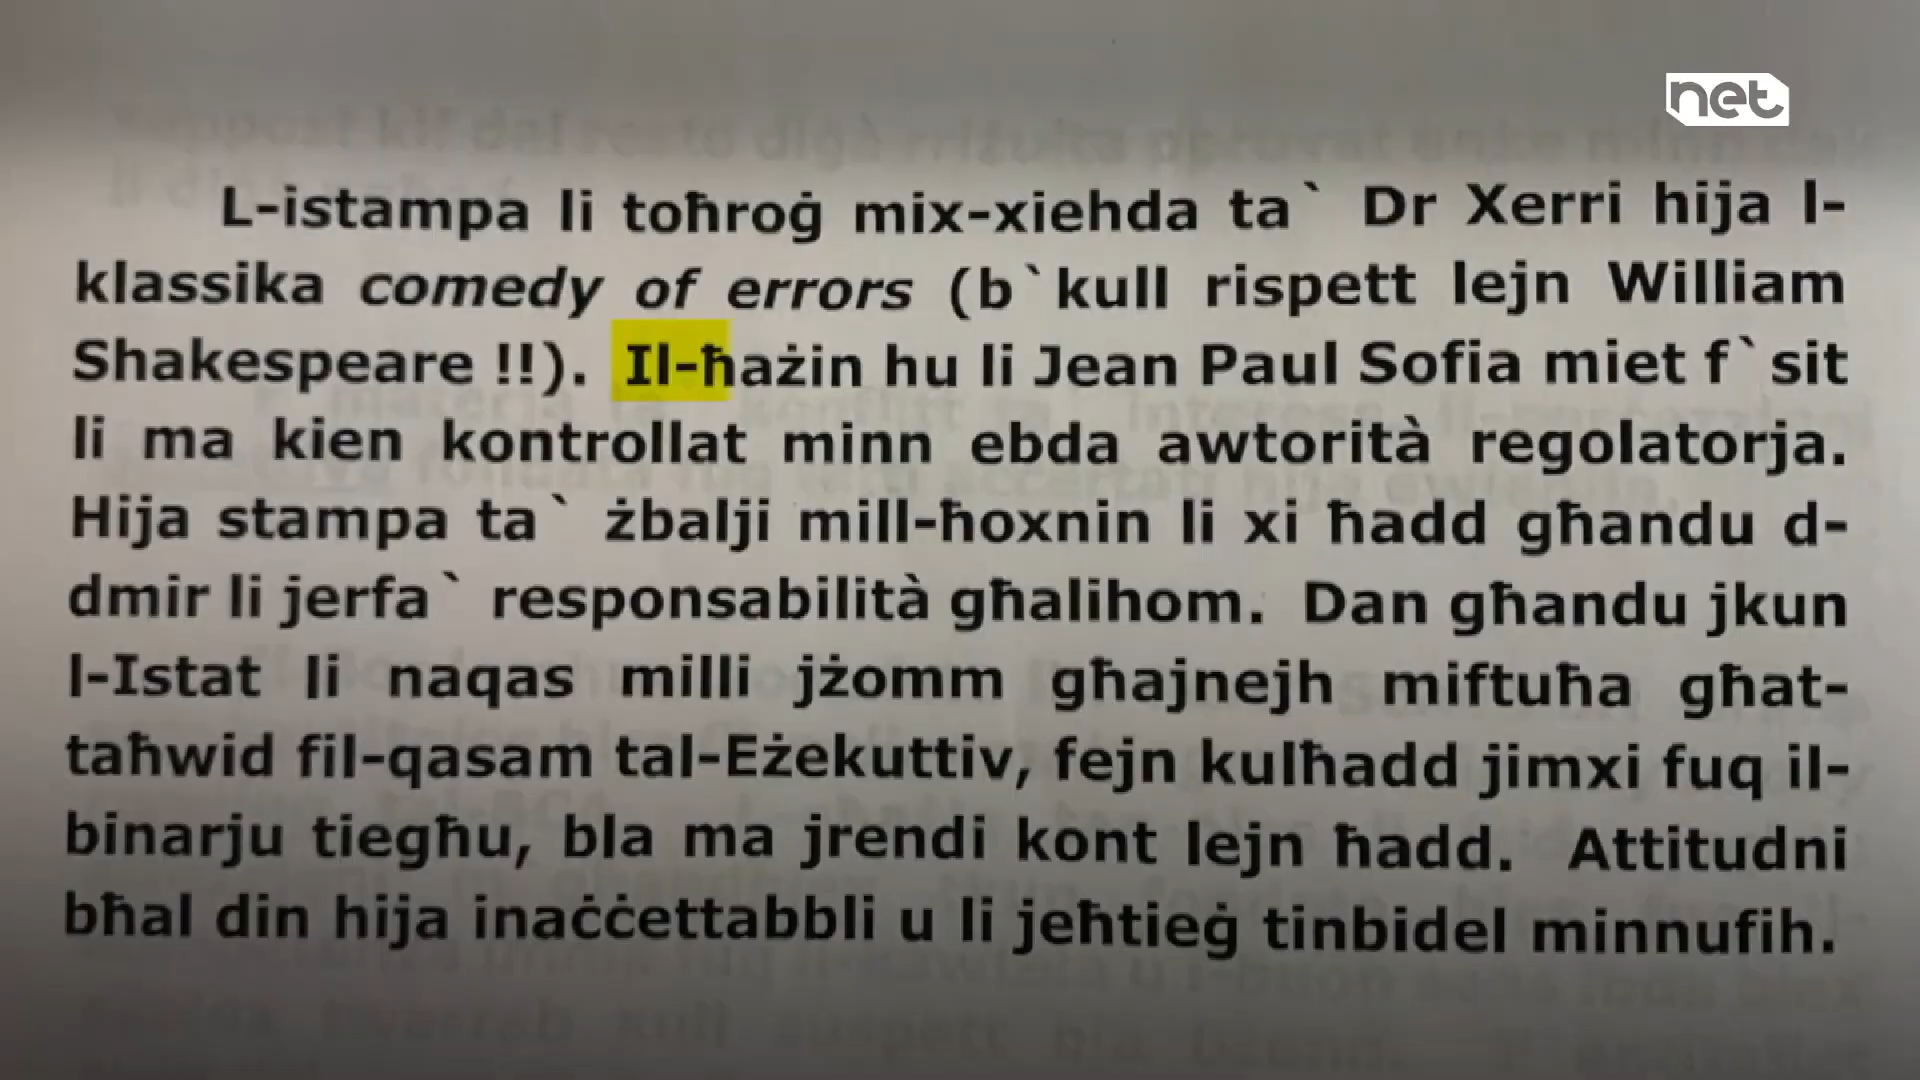 net
L-istampa li toħroġ mix-xiehda ta` Dr Xerri hija l-
klassika comedy of errors (b`kull rispett lejn William
Shakespeare !!). Il-ħażin hu li Jean Paul Sofia miet f`sit
li ma kien kontrollat minn ebda awtorità regolatorja.
Hija stampa ta` żbalji mill-ħoxnin li xi ħadd għandu d-
dmir li jerfa` responsabilità għalihom. Dan għandu jkun
l-Istat li naqas milli jżomm għajnejh miftuħa għat-
taħwid fil-qasam tal-Eżekuttiv, fejn kulħadd jimxi fuq il-
binarju tiegħu, bla ma jrendi kont lejn ħadd. Attitudni
bħal din hija inaċċettabbli u li jeħtieġ tinbidel minnufih.